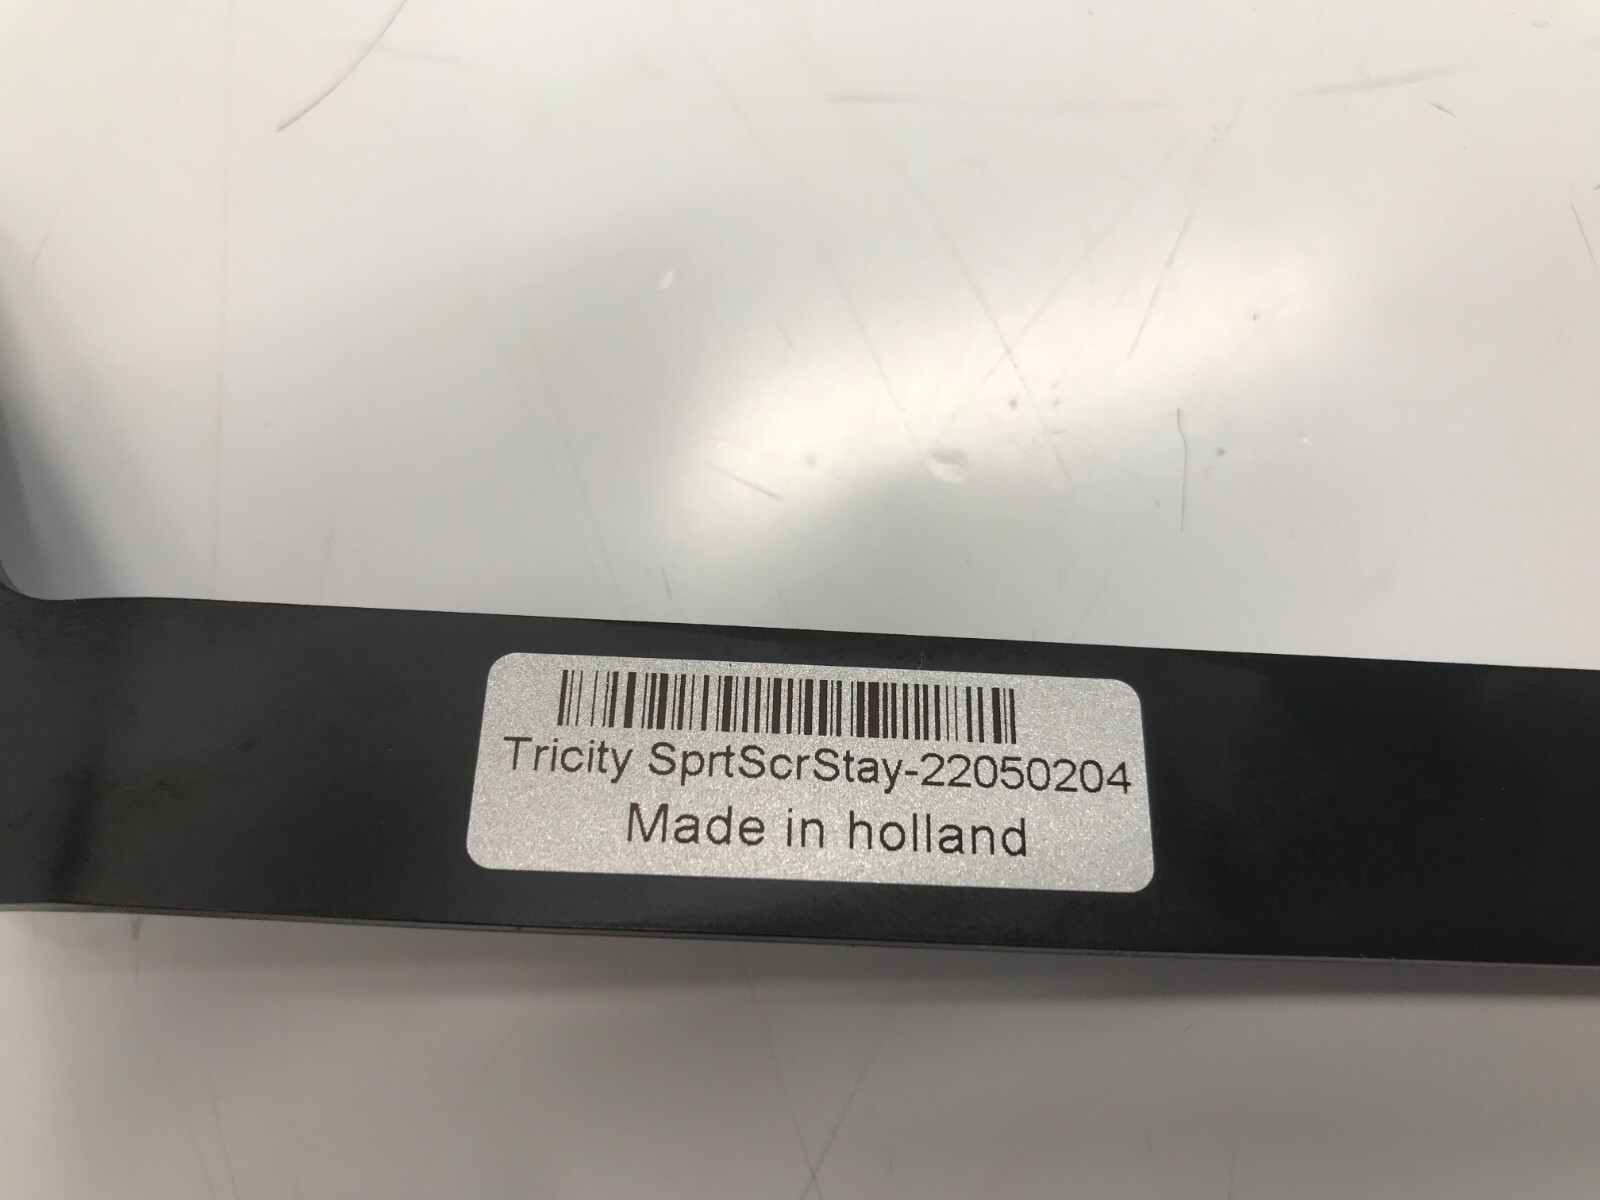 Tricity SprtScrStay-22050204
Made in holland